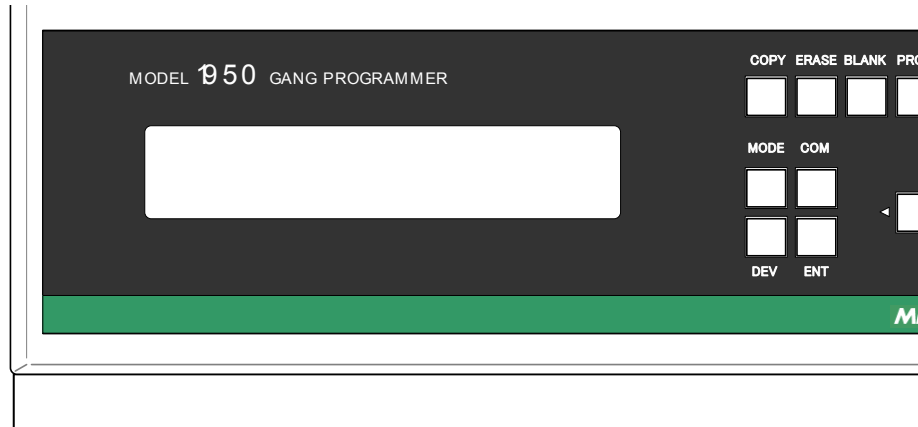 MODEL 1950 GANG PROGRAMMER
COPY ERASE BLANK
MODE COM
DEV ENT